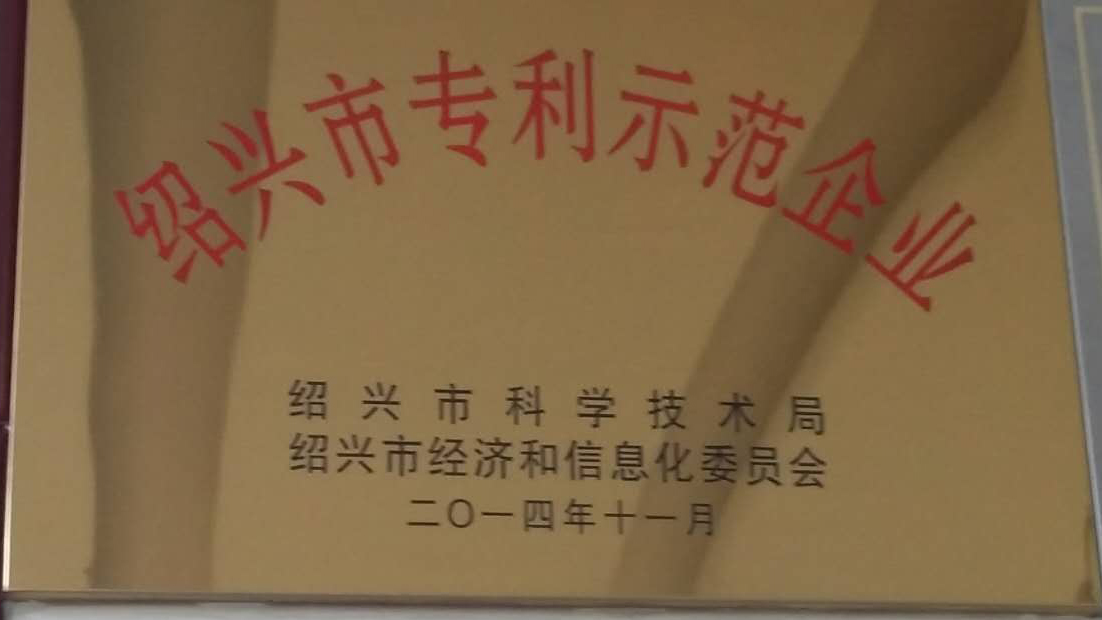 绍兴市专利示范企业
绍兴市科学技术局
绍兴市经济和信息化委员会
二〇一四年十一月